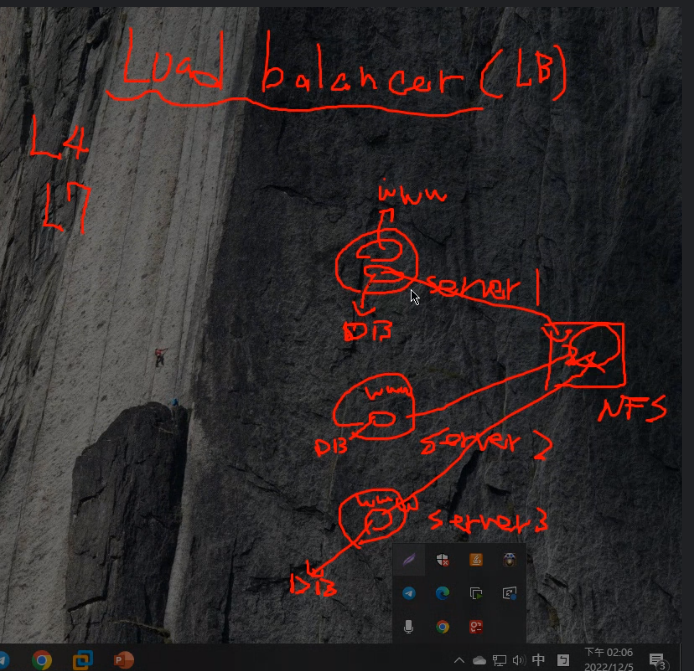 Load balancer (LB)
L4
L7
www
server 1
DB
NFS
www
DB
server 2
www
server 3
DB
中
下午 02:06
2022/12/5
3